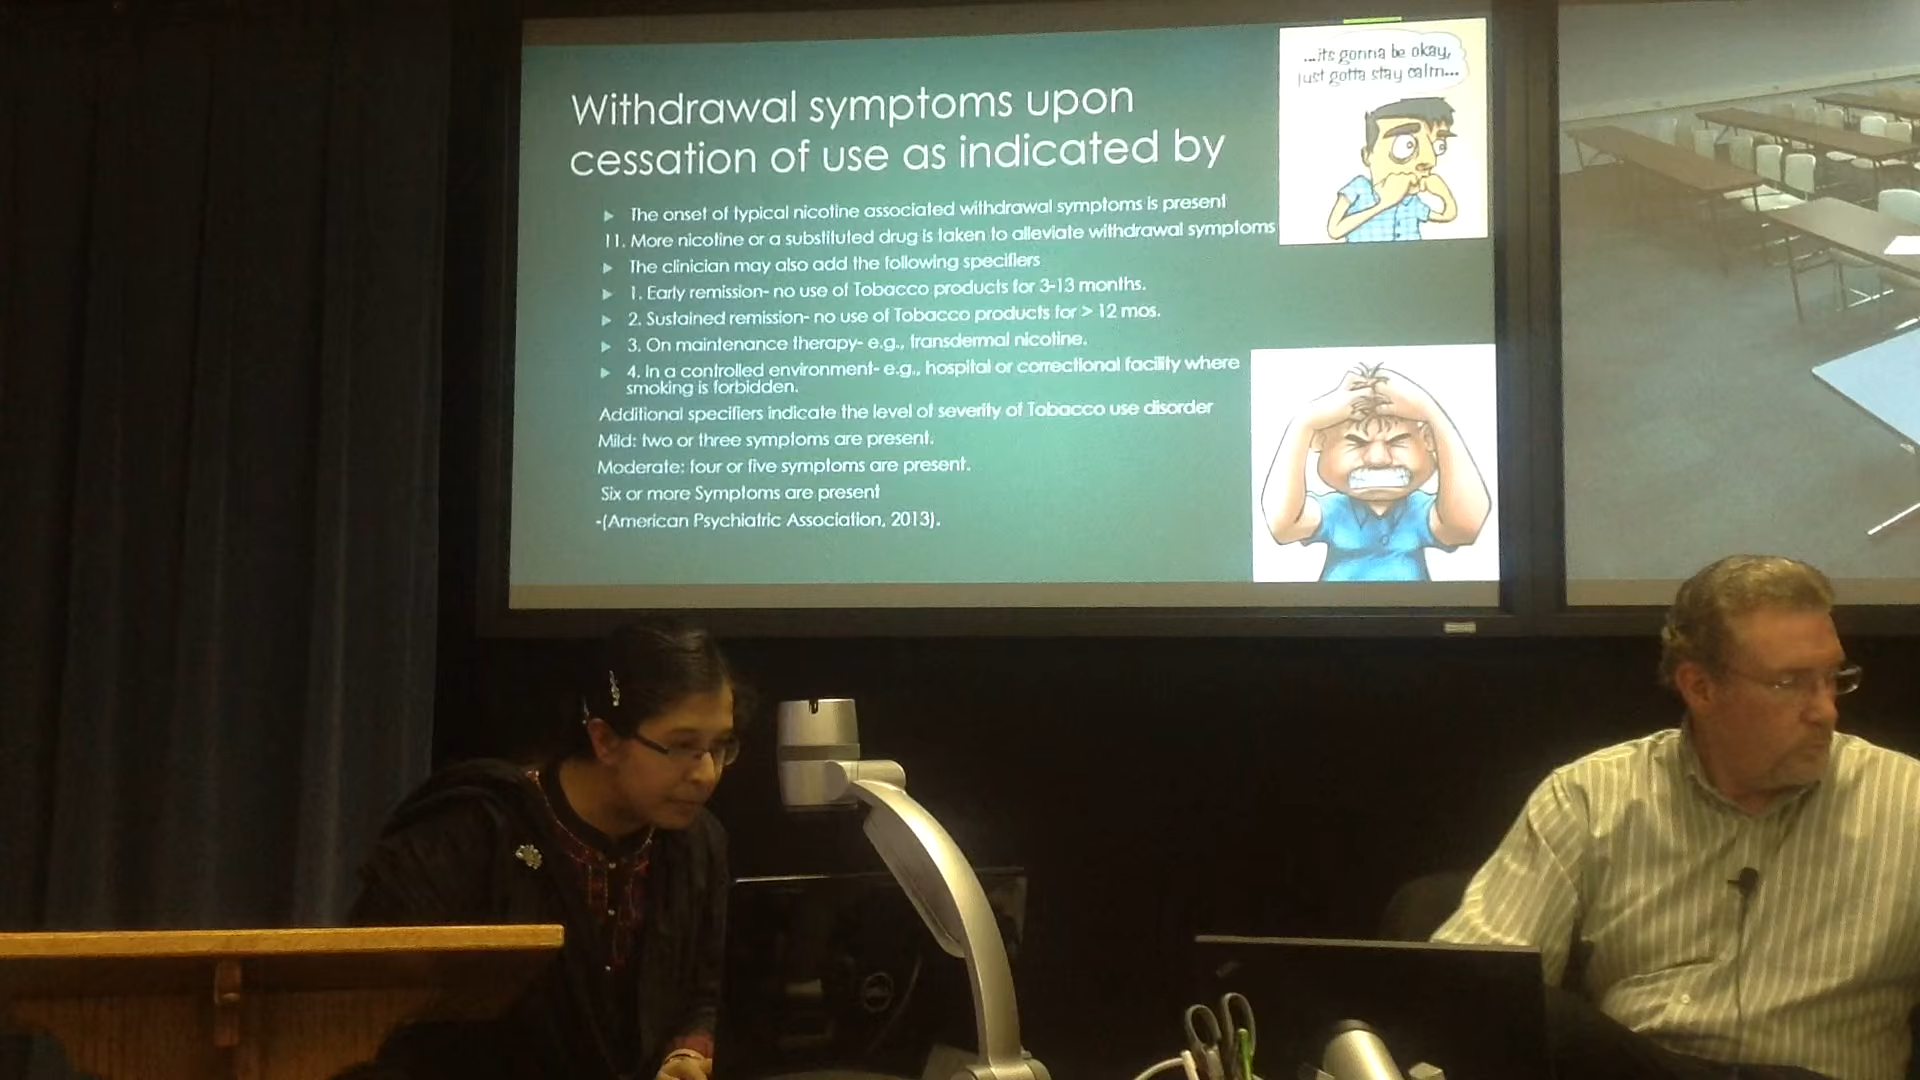 Withdrawal symptoms upon
cessation of use as indicated by
The onset of typical nicotine associated withdrawal symptoms is present
11. More nicotine or a substituted drug is taken to alleviate withdrawal symptoms
The clinician may also add the following specifiers
1. Early remission- no use of Tobacco products for 3-13 months.
2. Sustained remission- no use of Tobacco products for > 12 mos.
3. On maintenance therapy- e.g., transdermal nicotine.
4. In a controlled environment- e.g., hospital or correctional facility where
smoking is forbidden.
Additional specifiers indicate the level of severity of Tobacco use disorder
Mild: two or three symptoms are present.
Moderate: four or five symptoms are present.
Six or more Symptoms are present
-(American Psychiatric Association, 2013).
...its gonna be okay,
just gotta stay calm...